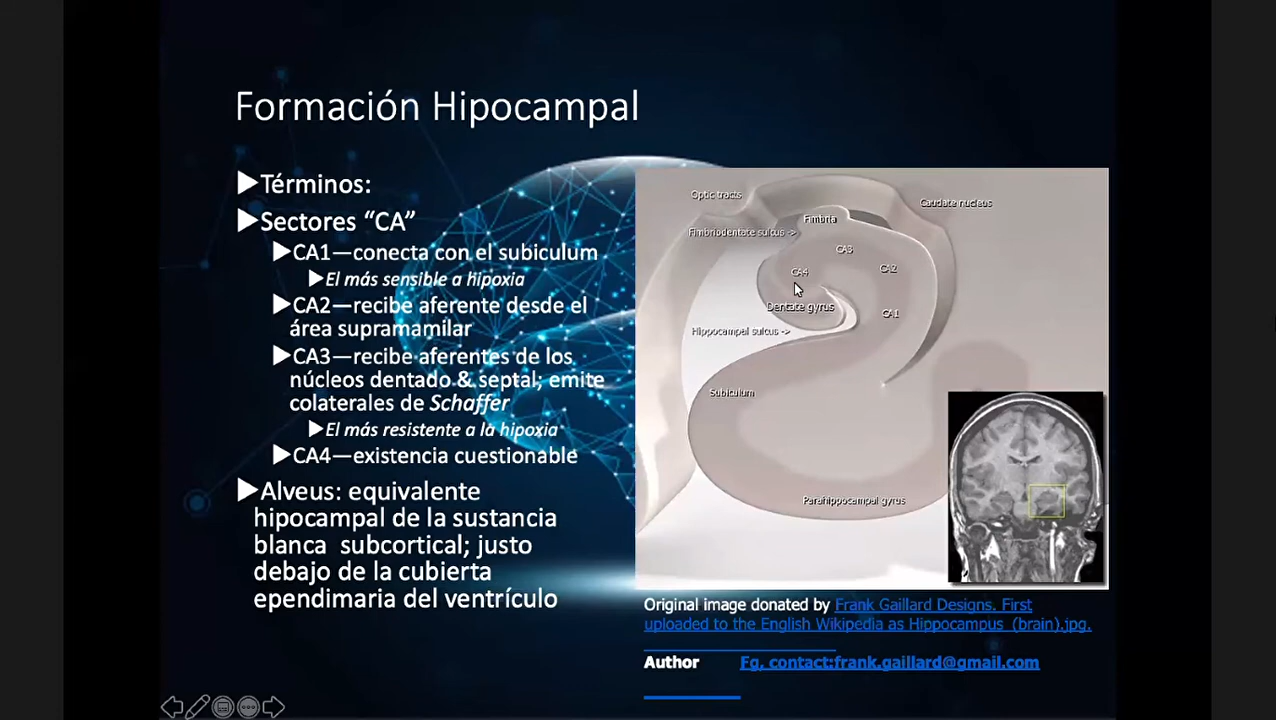 Formación Hipocampal
Términos:
Sectores “CA”
CA1—conecta con el subiculum
El más sensible a hipoxia
CA2—recibe aferente desde el
área supramamilar
CA3—recibe aferentes de los
núcleos dentado & septal; emite
colaterales de Schaffer
El más resistente a la hipoxia
CA4—existencia cuestionable
Alveus: equivalente
hipocampal de la sustancia
blanca subcortical; justo
debajo de la cubierta
ependimaria del ventrículo
Optic tracts
Caudate nucleus
Fimbria
Fimbriodentate sulcus ->
CA3
CA4
CA2
Dentate gyrus
CA1
Hippocampal sulcus ->
Subiculum
Parahippocampal gyrus
Original image donated by Frank Gaillard Designs. First
uploaded to the English Wikipedia as Hippocampus (brain).jpg.
Author Fg, contact:frank.gaillard@gmail.com